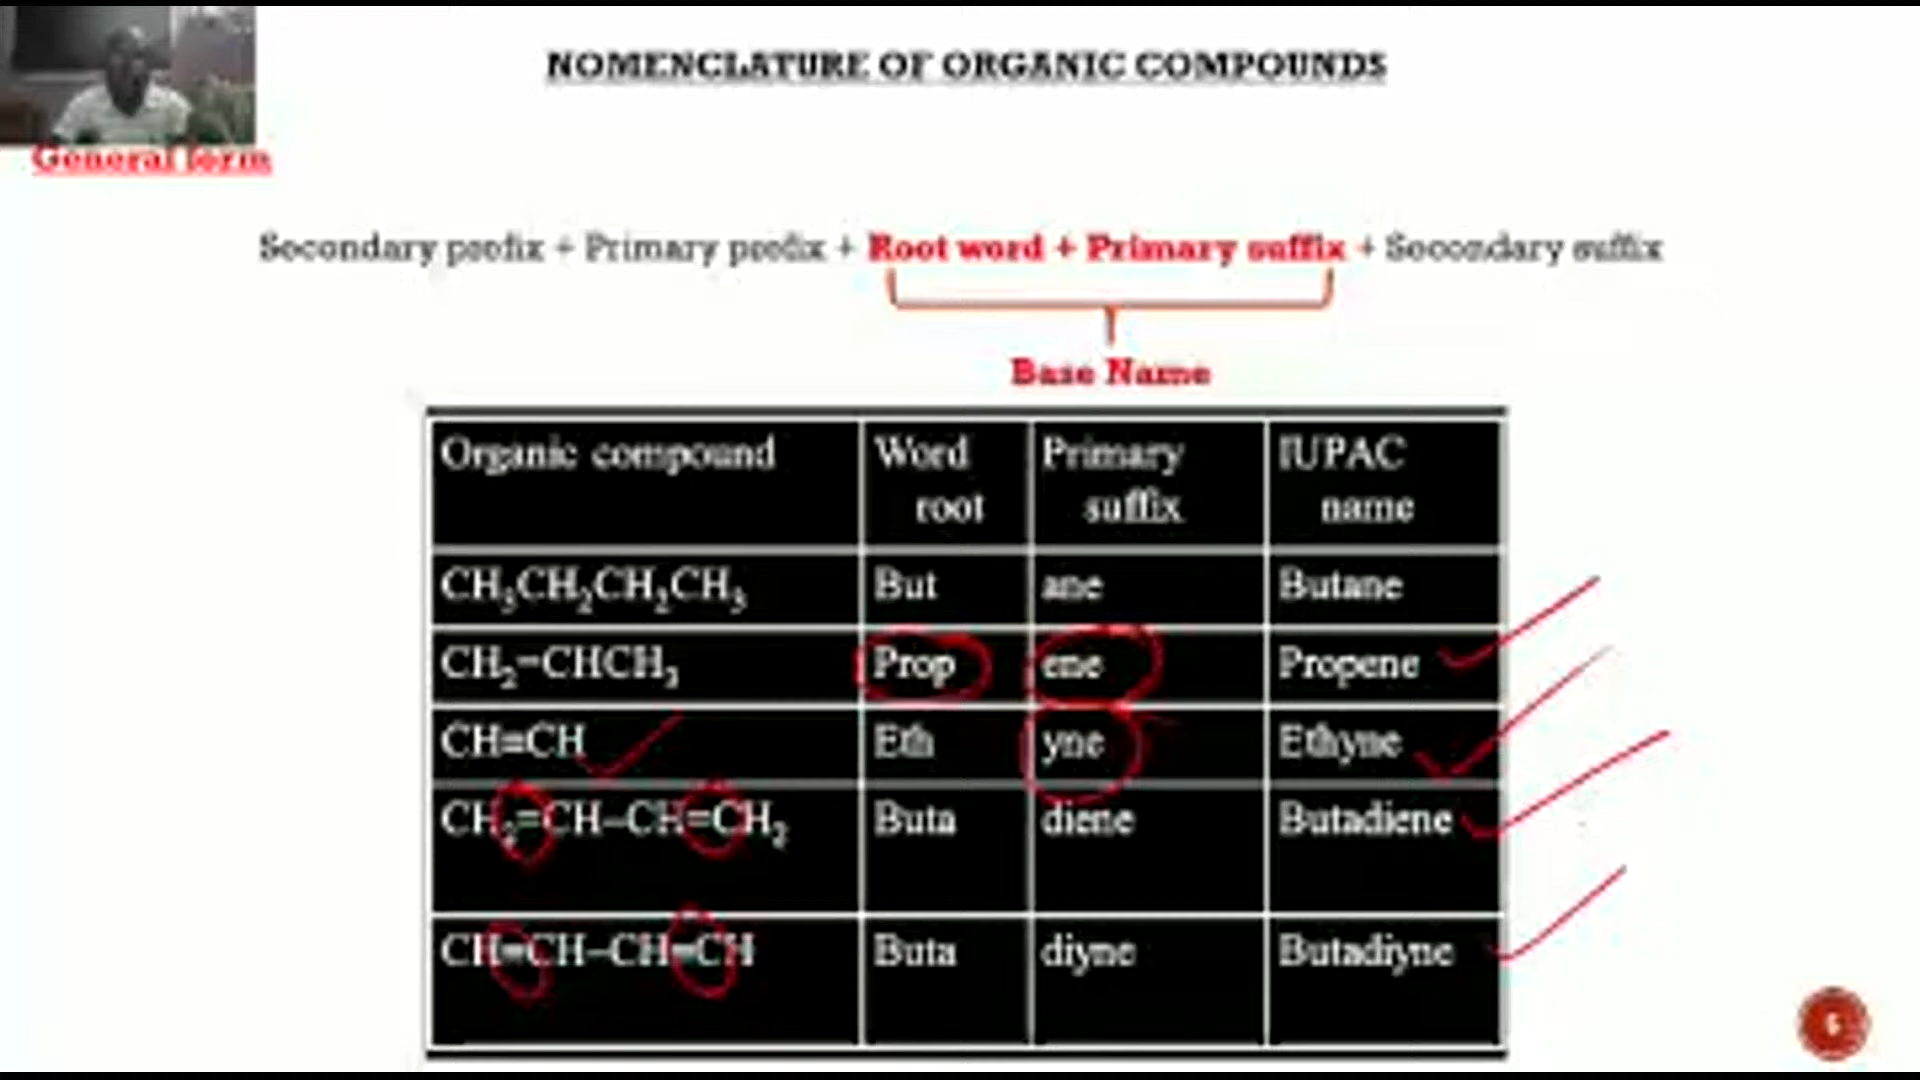 NOMENCLATURE OF ORGANIC COMPOUNDS
General form
Secondary prefix + Primary prefix + Root word + Primary suffix + Secondary suffix
Base Name
Organic compound Word root Primary suffix IUPAC name
CH₃CH₂CH₂CH₃ But ane Butane
CH₂=CHCH₃ Prop ene Propene
CH≡CH Eth yne Ethyne
CH₂=CH–CH=CH₂ Buta diene Butadiene
CH≡CH–CH≡CH Buta diyne Butadiyne